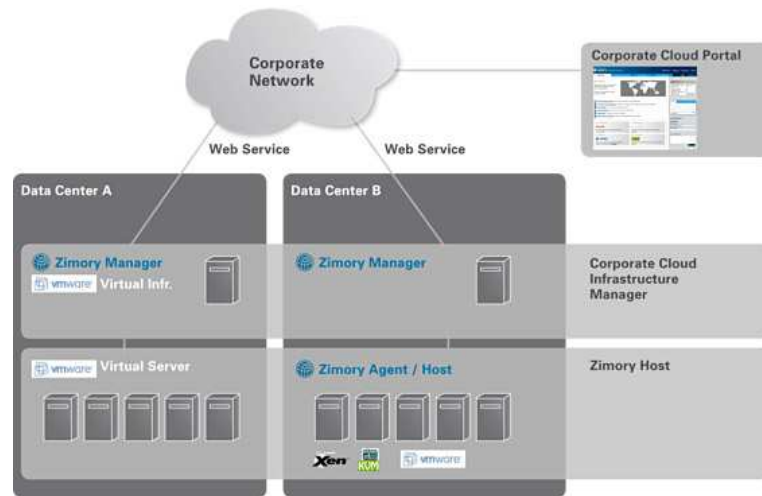 Corporate
Network
Corporate Cloud Portal
Web Service
Web Service
Data Center A
Data Center B
Zimory Manager
vmware Virtual Infr.
Zimory Manager
Corporate Cloud
Infrastructure
Manager
vmware Virtual Server
Zimory Agent / Host
Zimory Host
Xen
KVM
vmware